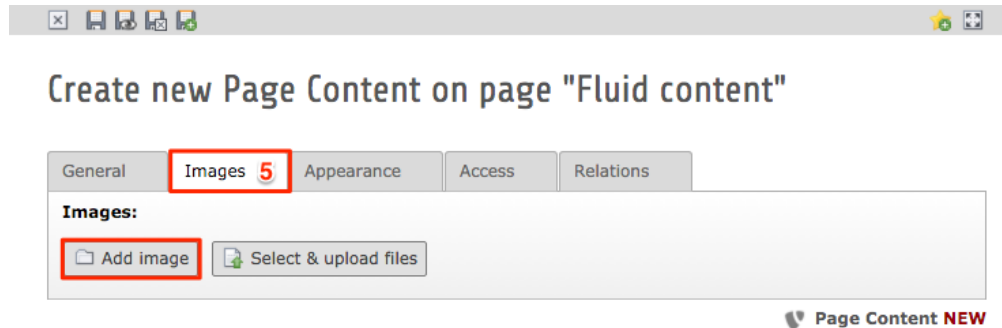 Create new Page Content on page "Fluid content"
General Images 5 Appearance Access Relations
Images:
Add image Select & upload files
Page Content NEW